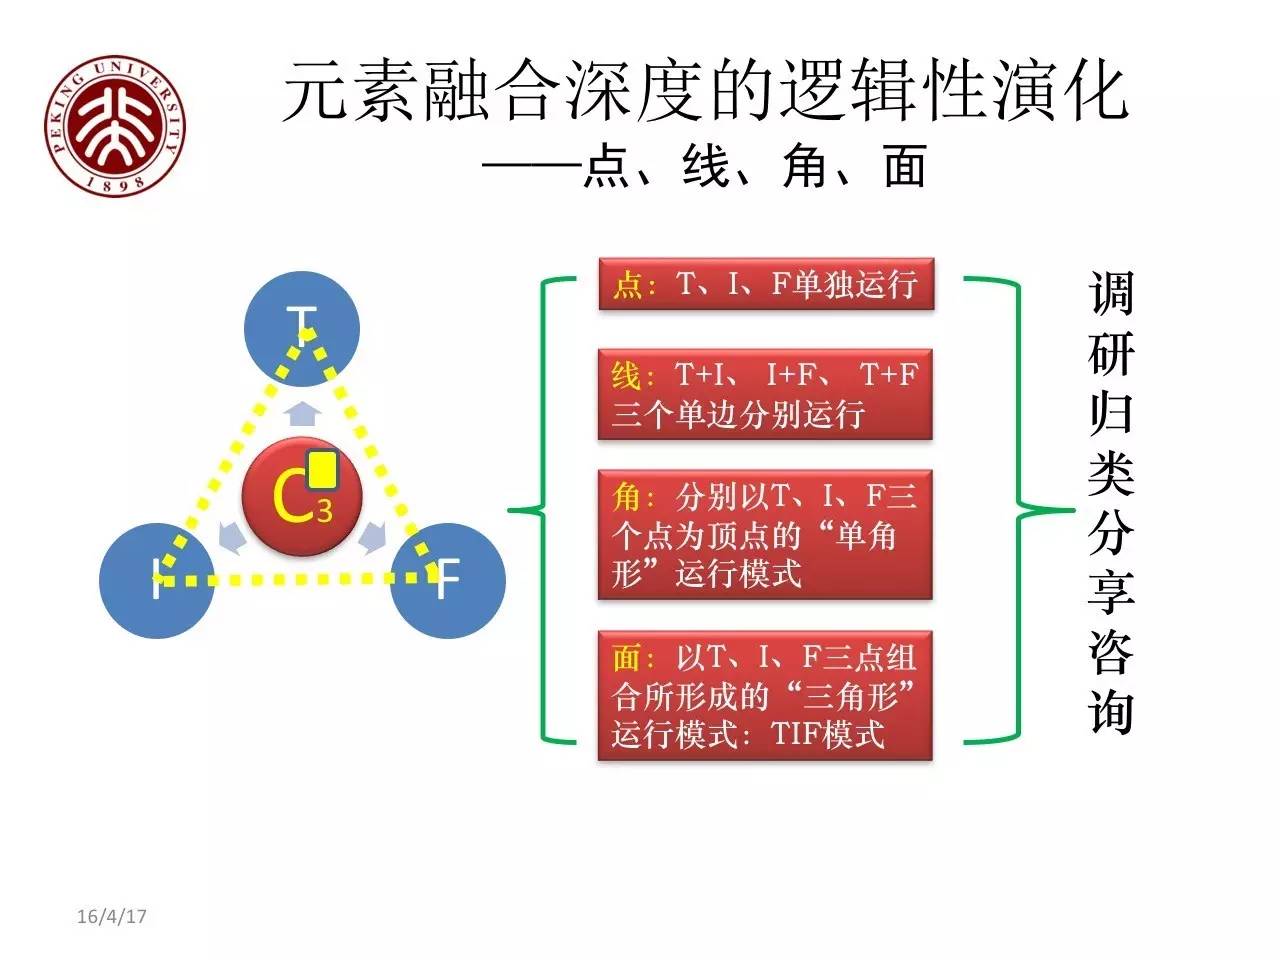 PEKING UNIVERSITY
1898
元素融合深度的逻辑性演化
——点、线、角、面
T
C3
I
F
点：T、I、F单独运行
线：T+I、 I+F、 T+F
三个单边分别运行
角：分别以T、I、F三
个点为顶点的“单角
形”运行模式
面：以T、I、F三点组
合所形成的“三角形”
运行模式：TIF模式
调研归类分享咨询
16/4/17